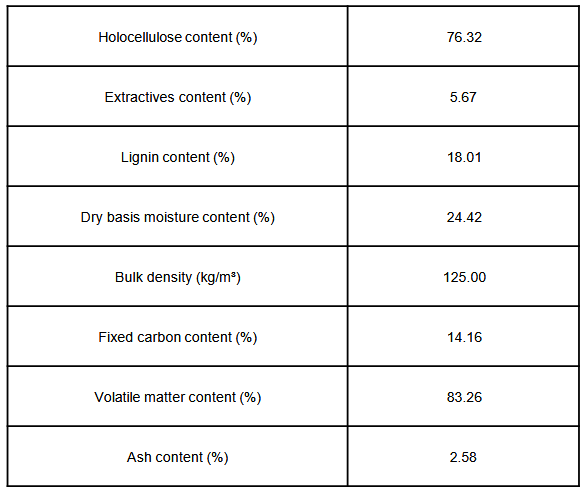 Holocellulose content (%) 76.32
Extractives content (%) 5.67
Lignin content (%) 18.01
Dry basis moisture content (%) 24.42
Bulk density (kg/m³) 125.00
Fixed carbon content (%) 14.16
Volatile matter content (%) 83.26
Ash content (%) 2.58